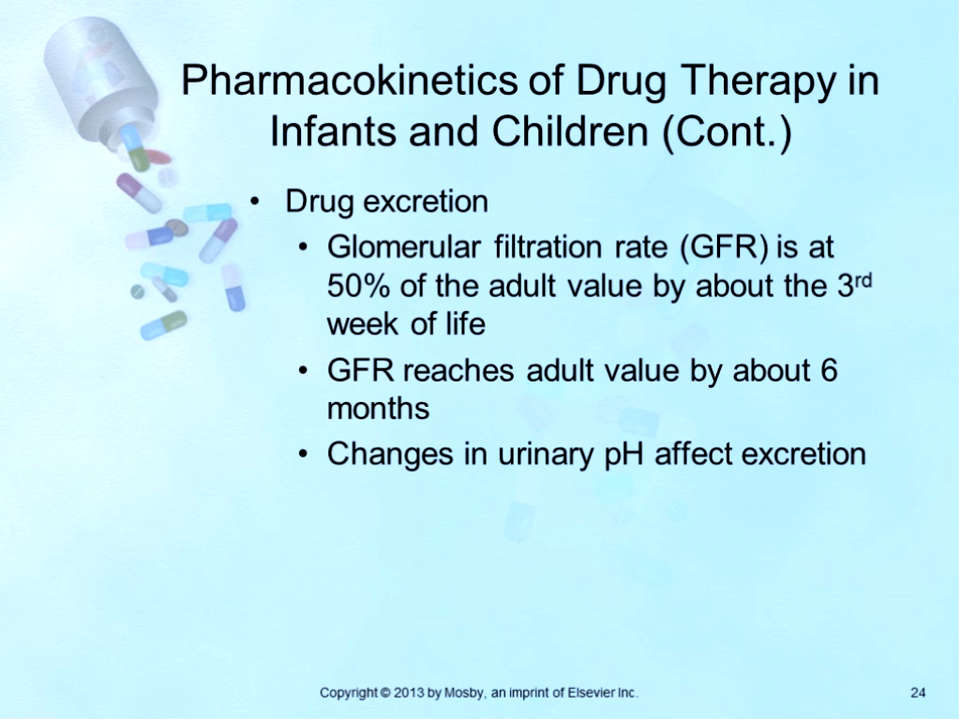 Pharmacokinetics of Drug Therapy in
Infants and Children (Cont.)
• Drug excretion
• Glomerular filtration rate (GFR) is at
50% of the adult value by about the 3rd
week of life
• GFR reaches adult value by about 6
months
• Changes in urinary pH affect excretion
Copyright © 2013 by Mosby, an imprint of Elsevier Inc.
24